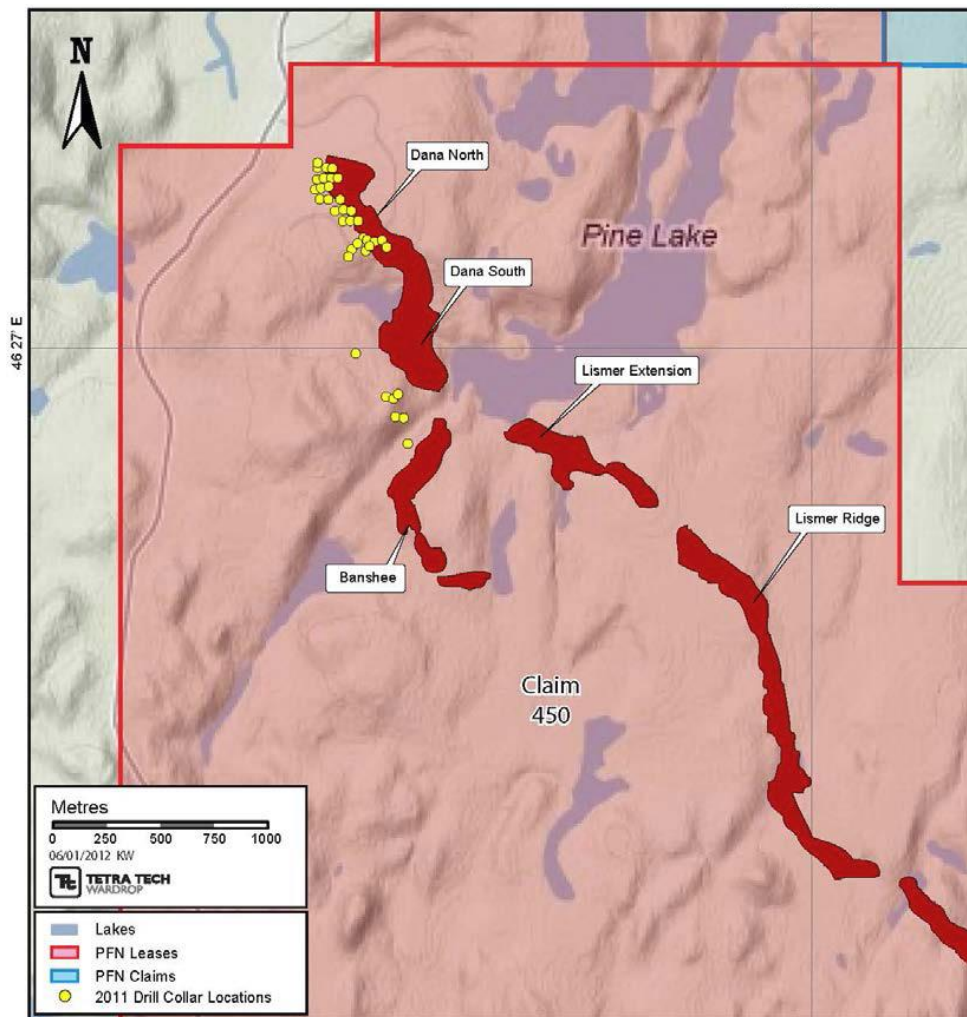 N
Dana North
Pine Lake
Dana South
46 27' E
Lismer Extension
Lismer Ridge
Banshee
Claim
450
Metres
0 250 500 750 1000
06/01/2012 KW
Tt TETRA TECH
WARDROP
Lakes
PFN Leases
PFN Claims
2011 Drill Collar Locations